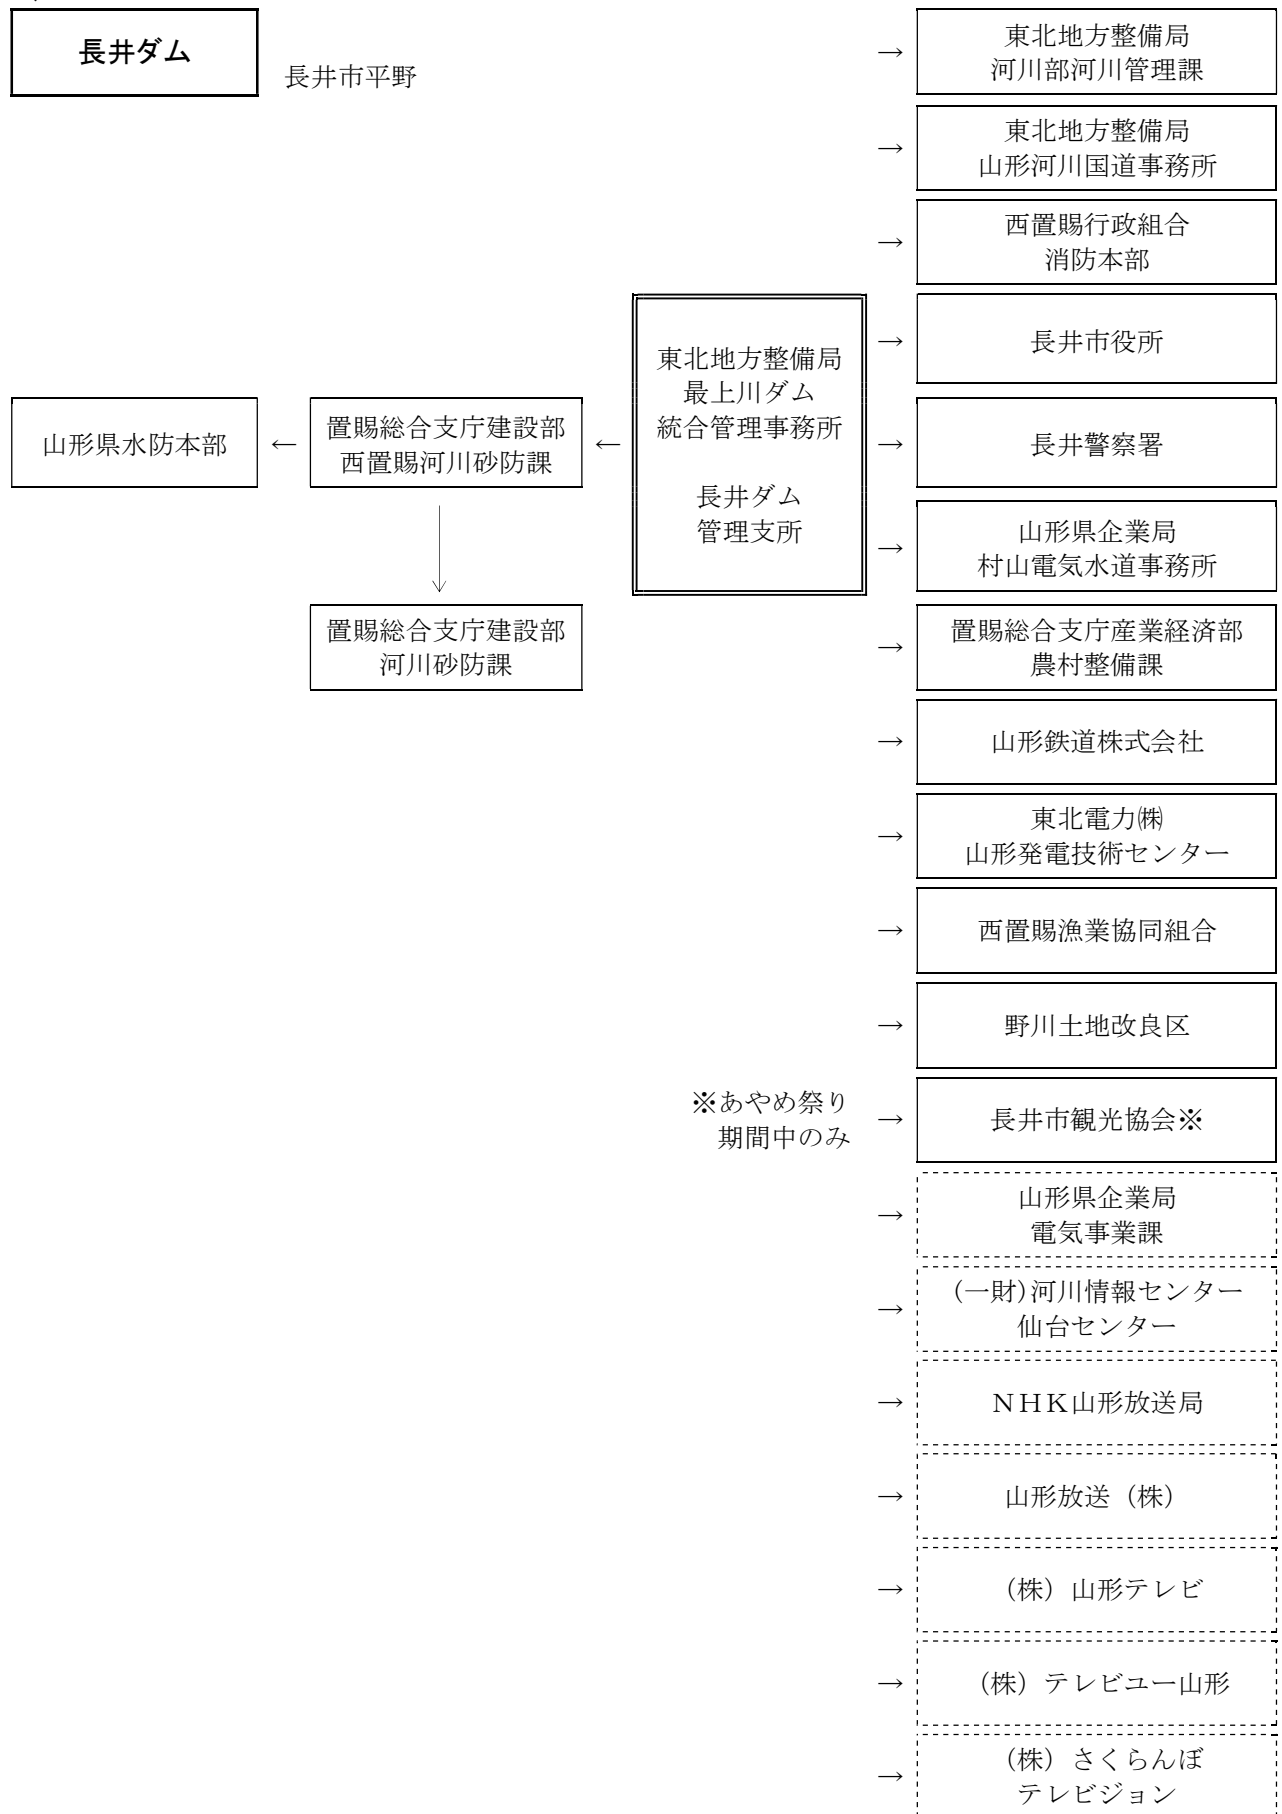 長井ダム
長井市平野
→
東北地方整備局
河川部河川管理課
→
東北地方整備局
山形河川国道事務所
→
西置賜行政組合
消防本部
東北地方整備局
最上川ダム
統合管理事務所
長井ダム
管理支所
→
長井市役所
山形県水防本部
←
置賜総合支庁建設部
西置賜河川砂防課
←
→
長井警察署
→
山形県企業局
村山電気水道事務所
置賜総合支庁建設部
河川砂防課
→
置賜総合支庁産業経済部
農村整備課
→
山形鉄道株式会社
→
東北電力㈱
山形発電技術センター
→
西置賜漁業協同組合
→
野川土地改良区
※あやめ祭り
期間中のみ
→
長井市観光協会※
→
山形県企業局
電気事業課
→
(一財)河川情報センター
仙台センター
→
ＮＨＫ山形放送局
→
山形放送（株）
→
（株）山形テレビ
→
（株）テレビユー山形
→
（株）さくらんぼ
テレビジョン